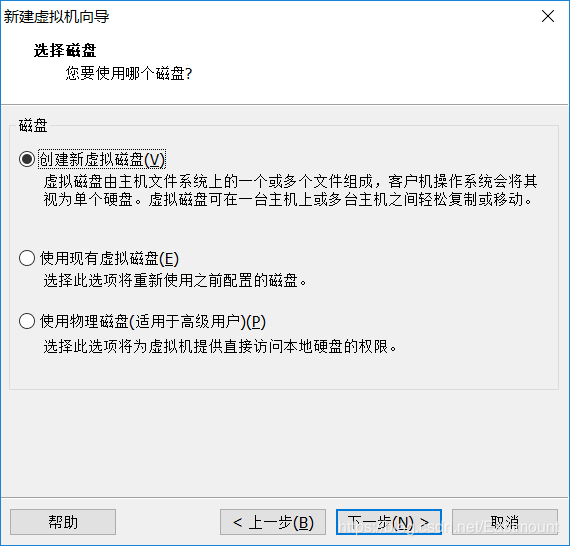 新建虚拟机向导
选择磁盘
您要使用哪个磁盘?
磁盘
创建新虚拟磁盘(V)
虚拟磁盘由主机文件系统上的一个或多个文件组成，客户机操作系统会将其
视为单个硬盘。虚拟磁盘可在一台主机上或多台主机之间轻松复制或移动。
使用现有虚拟磁盘(E)
选择此选项将重新使用之前配置的磁盘。
使用物理磁盘(适用于高级用户)(P)
选择此选项将为虚拟机提供直接访问本地硬盘的权限。
帮助
< 上一步(B)
下一步(N) >
取消
https://blog.csdn.net/Eastmount